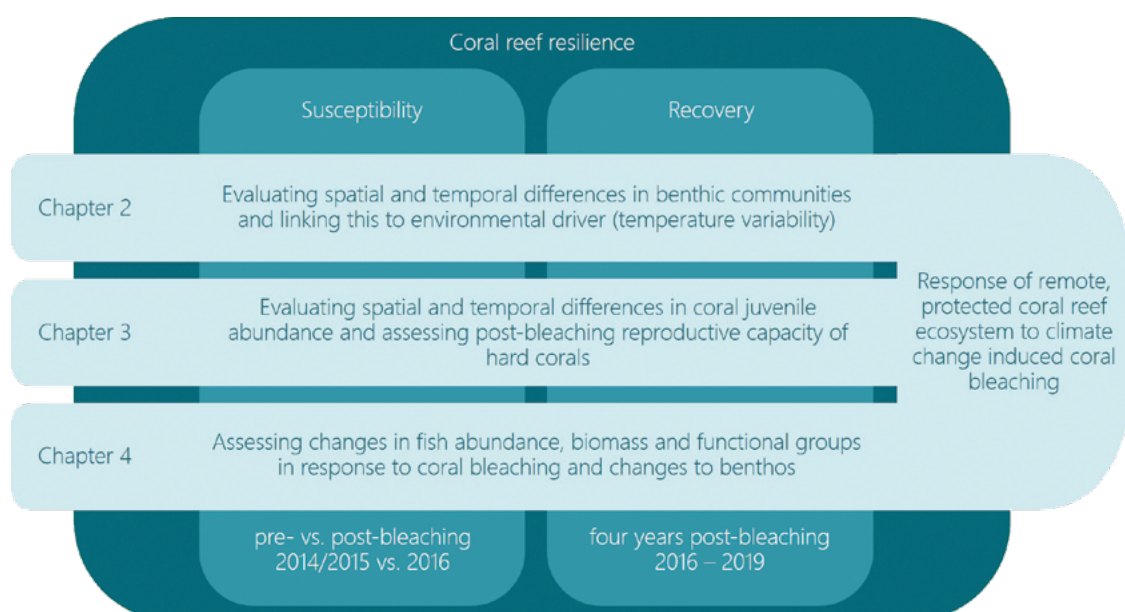 Coral reef resilience
Susceptibility
Recovery
Chapter 2
Evaluating spatial and temporal differences in benthic communities
and linking this to environmental driver (temperature variability)
Chapter 3
Evaluating spatial and temporal differences in coral juvenile
abundance and assessing post-bleaching reproductive capacity of
hard corals
Chapter 4
Assessing changes in fish abundance, biomass and functional groups
in response to coral bleaching and changes to benthos
Response of remote,
protected coral reef
ecosystem to climate
change induced coral
bleaching
pre- vs. post-bleaching
2014/2015 vs. 2016
four years post-bleaching
2016 – 2019